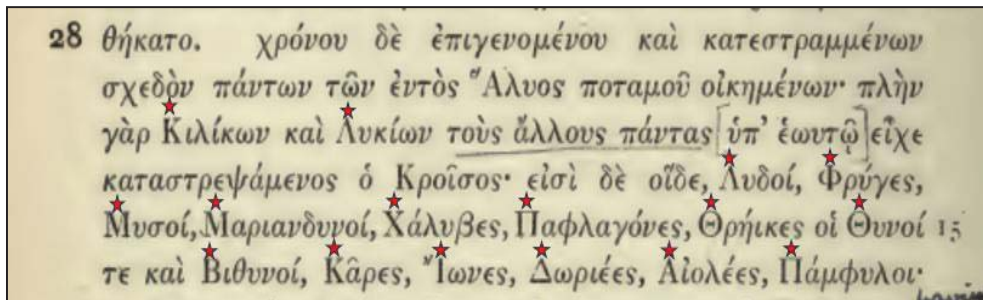 28 θήκατο. χρόνου δὲ ἐπιγενομένου καὶ κατεστραμμένων
σχεδὸν πάντων τῶν ἐντὸς Ἅλυος ποταμοῦ οἰκημένων· πλὴν
γὰρ Κιλίκων καὶ Λυκίων τοὺς ἄλλους πάντας [ὑπ’ ἑωυτῷ] εἶχε
καταστρεψάμενος ὁ Κροῖσος· εἰσὶ δὲ οἵδε, Λυδοί, Φρύγες,
Μυσοί, Μαριανδυνοί, Χάλυβες, Παφλαγόνες, Θρήικες οἱ Θυνοί 15
τε καὶ Βιθυνοί, Κᾶρες, Ἴωνες, Δωριέες, Αἰολέες, Πάμφυλοι·